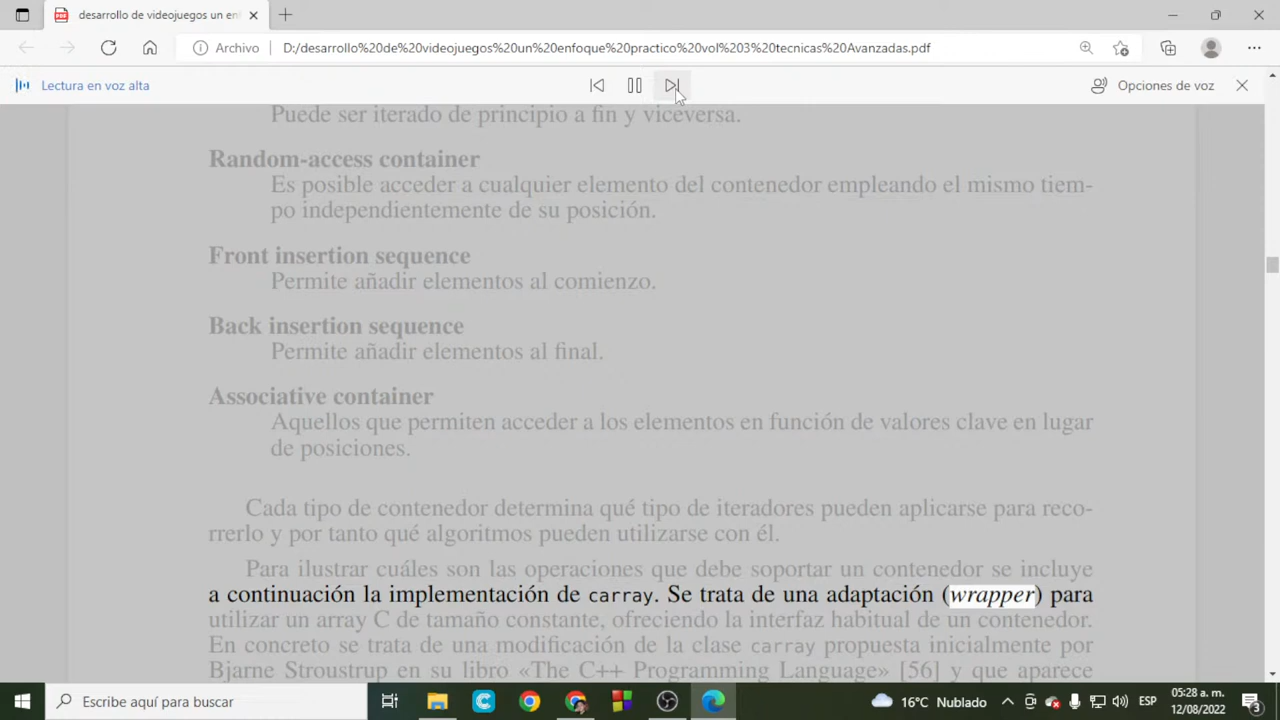 desarrollo de videojuegos un en
Archivo
D:/desarrollo%20de%20videojuegos%20un%20enfoque%20practico%20vol%203%20tecnicas%20Avanzadas.pdf
Lectura en voz alta
Opciones de voz
Puede ser iterado de principio a fin y viceversa.
Random-access container
Es posible acceder a cualquier elemento del contenedor empleando el mismo tiem-
po independientemente de su posición.
Front insertion sequence
Permite añadir elementos al comienzo.
Back insertion sequence
Permite añadir elementos al final.
Associative container
Aquellos que permiten acceder a los elementos en función de valores clave en lugar
de posiciones.
Cada tipo de contenedor determina qué tipo de iteradores pueden aplicarse para reco-
rrerlo y por tanto qué algoritmos pueden utilizarse con él.
Para ilustrar cuáles son las operaciones que debe soportar un contenedor se incluye
a continuación la implementación de carray. Se trata de una adaptación (wrapper) para
utilizar un array C de tamaño constante, ofreciendo la interfaz habitual de un contenedor.
En concreto se trata de una modificación de la clase carray propuesta inicialmente por
Bjarne Stroustrup en su libro «The C++ Programming Language» [56] y que aparece
Escribe aquí para buscar
16°C Nublado
ESP
05:28 a. m.
12/08/2022
3